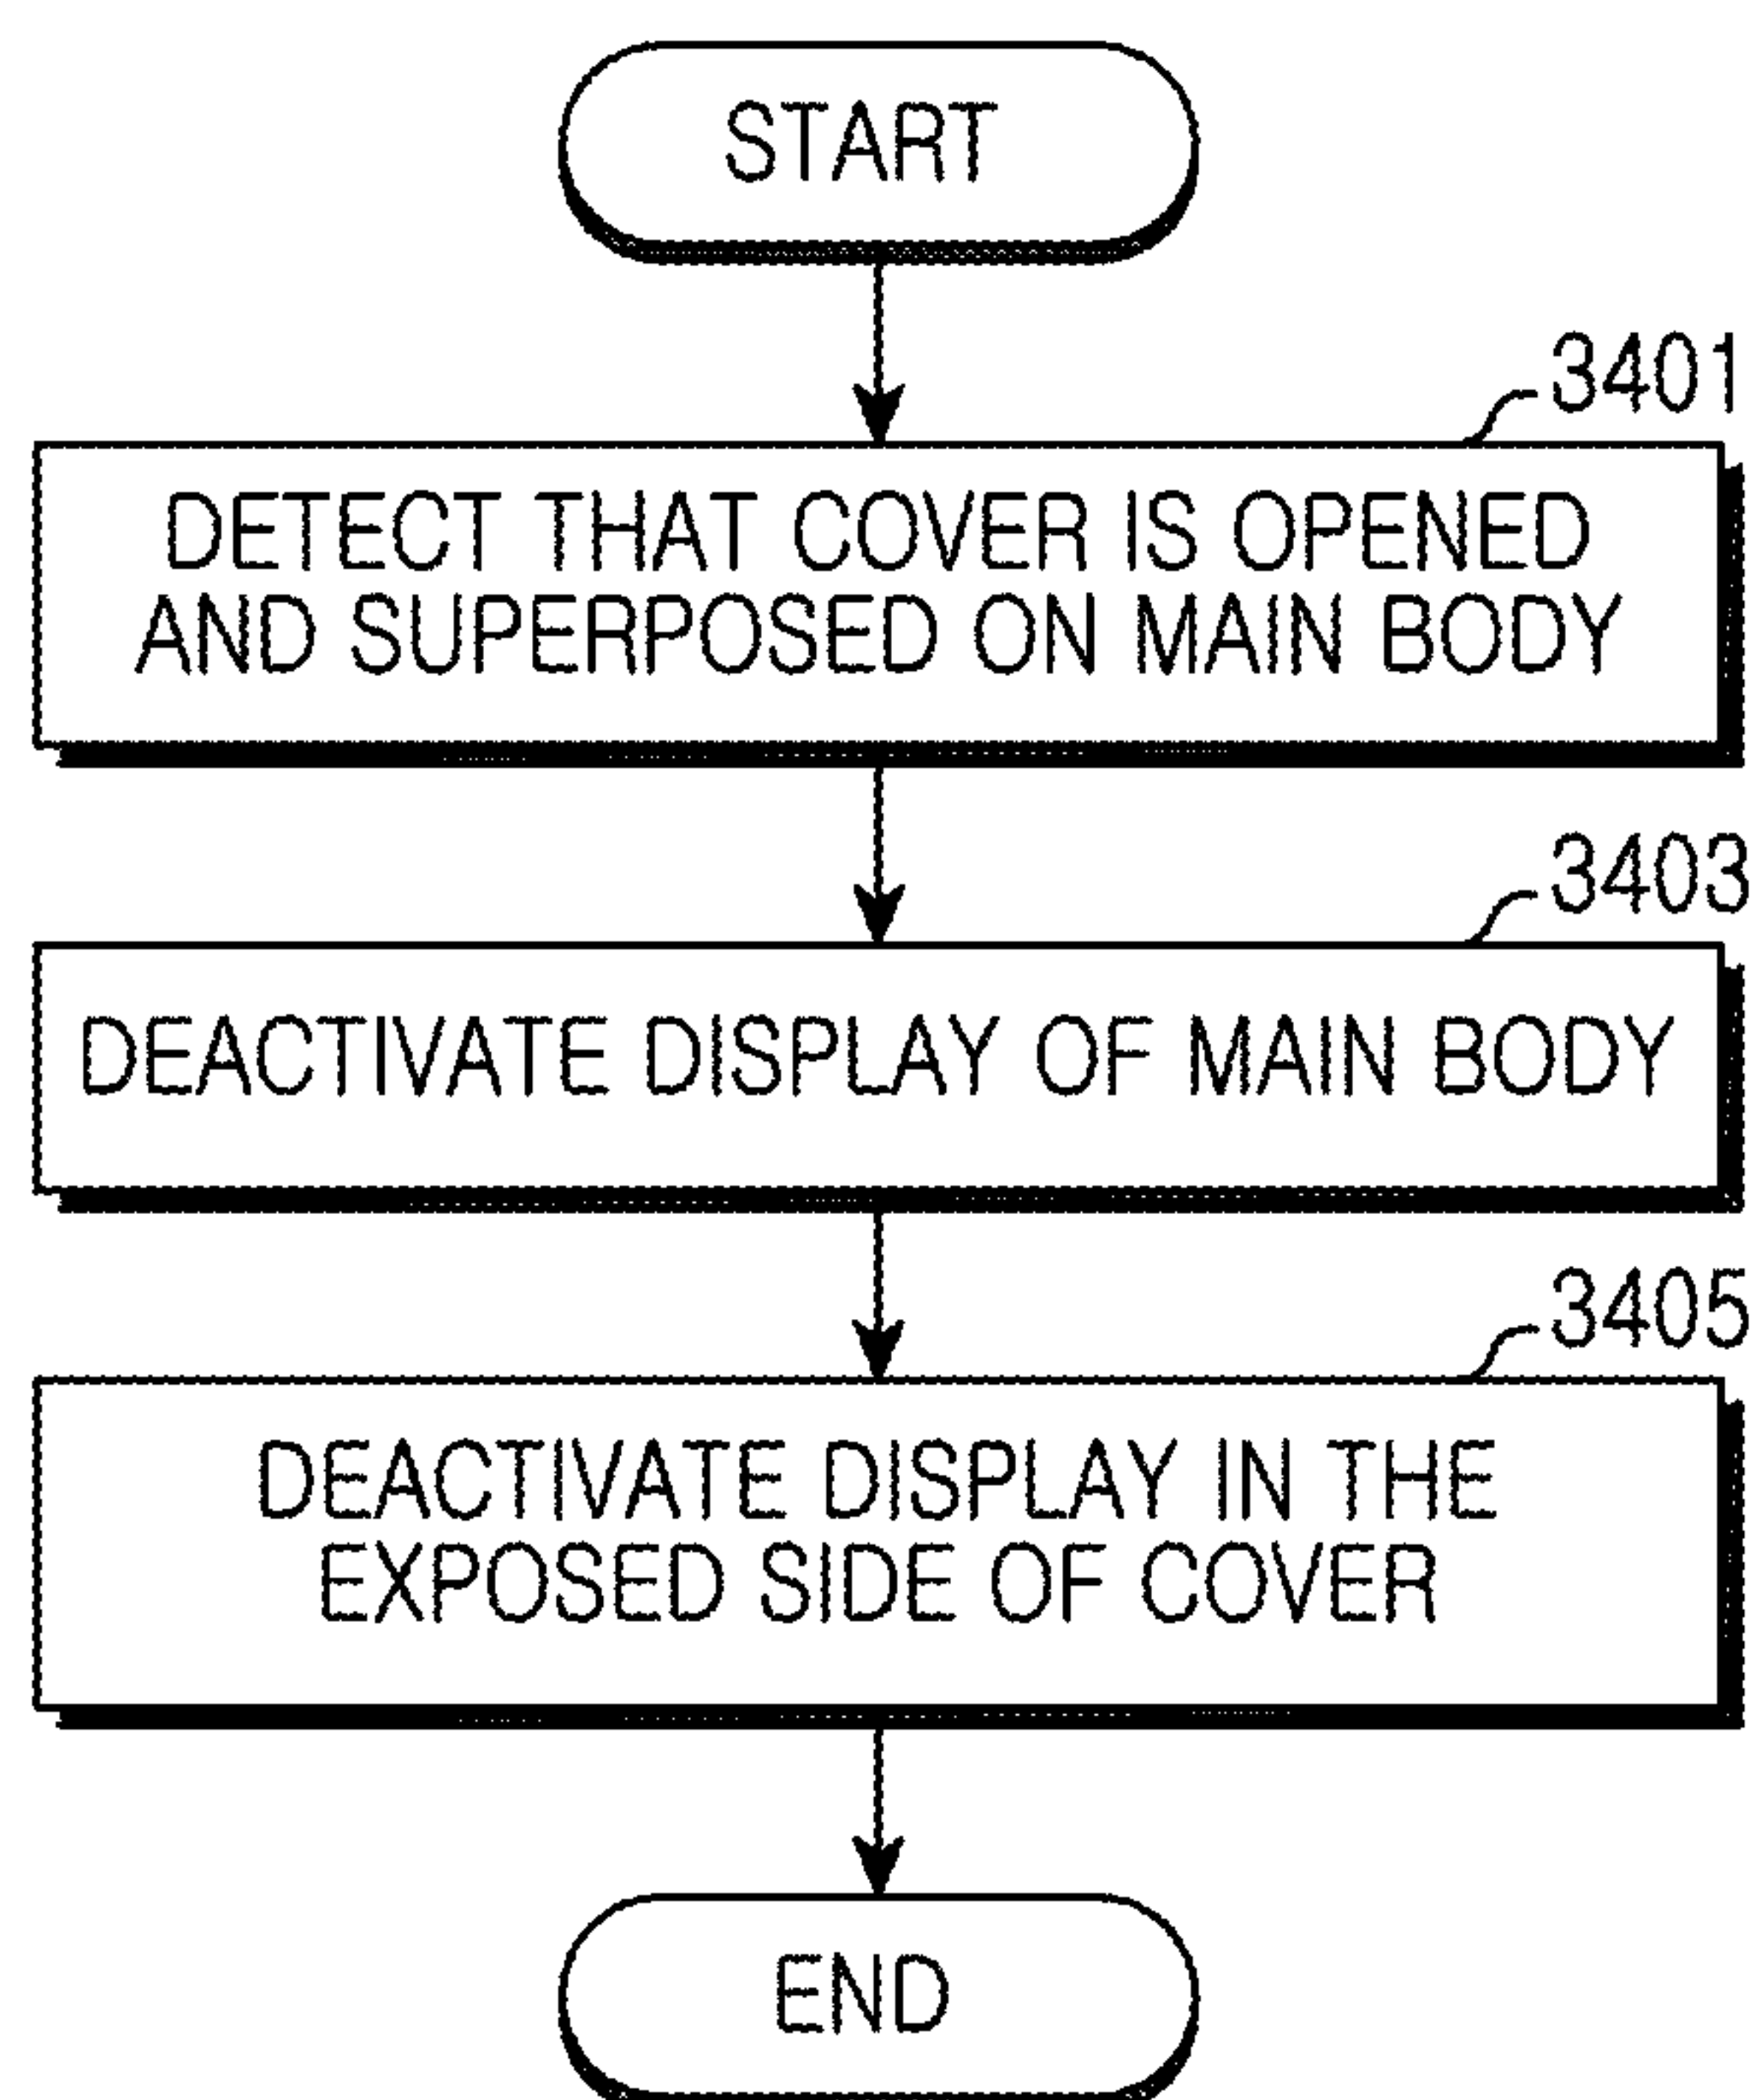 START
3401
DETECT THAT COVER IS OPENED
AND SUPERPOSED ON MAIN BODY
3403
DEACTIVATE DISPLAY OF MAIN BODY
3405
DEACTIVATE DISPLAY IN THE
EXPOSED SIDE OF COVER
END